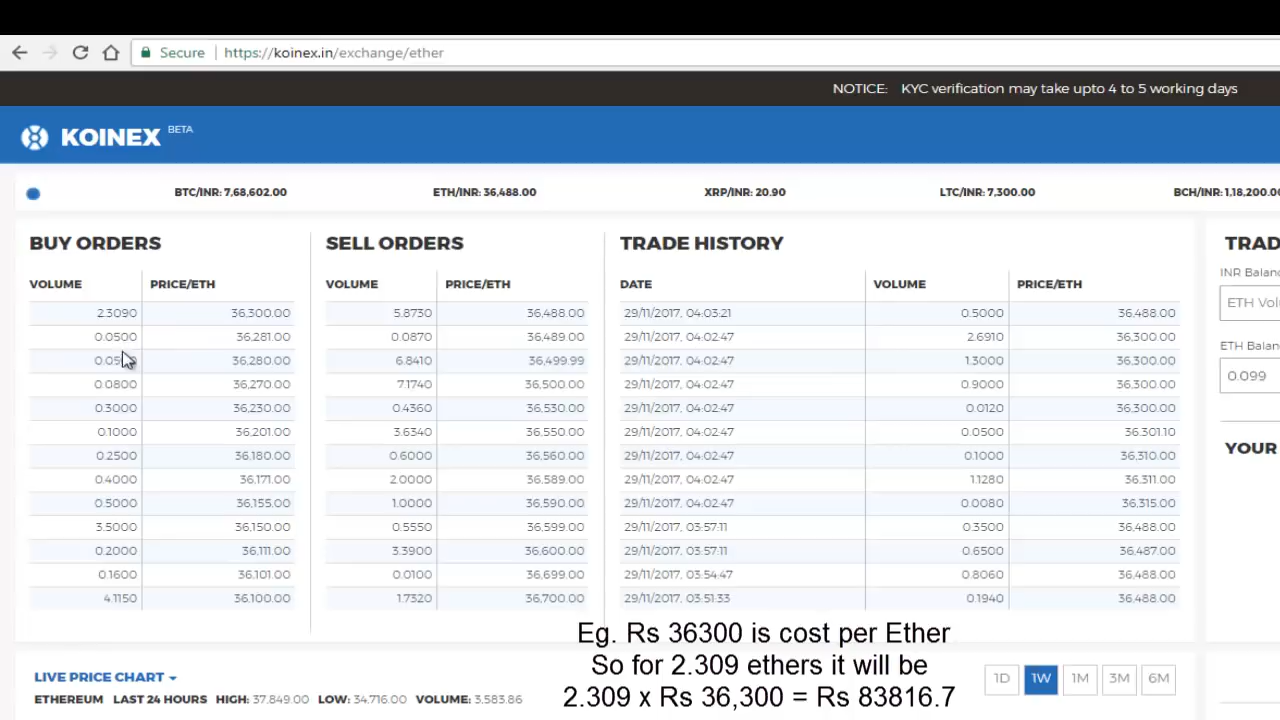 Secure https://koinex.in/exchange/ether
NOTICE: KYC verification may take upto 4 to 5 working days
KOINEX BETA
BTC/INR: 7,68,602.00 ETH/INR: 36,488.00 XRP/INR: 20.90 LTC/INR: 7,300.00 BCH/INR: 1,18,200.00
BUY ORDERS SELL ORDERS TRADE HISTORY TRAD
VOLUME PRICE/ETH VOLUME PRICE/ETH DATE VOLUME PRICE/ETH
INR Balanc
2.3090 36,300.00 5.8730 36,488.00 29/11/2017, 04:03:21 0.5000 36,488.00
ETH Vol
0.0500 36,281.00 0.0870 36,489.00 29/11/2017, 04:02:47 2.6910 36,300.00
ETH Balan
36,280.00 6.8410 36,499.99 29/11/2017, 04:02:47 1.3000 36,300.00
0.0800 36,270.00 7.1740 36,500.00 29/11/2017, 04:02:47 0.9000 36,300.00
0.099
0.3000 36,230.00 0.4360 36,530.00 29/11/2017, 04:02:47 0.0120 36,300.00
0.1000 36,201.00 3.6340 36,550.00 29/11/2017, 04:02:47 0.0500 36,301.10
YOUR
0.2500 36,180.00 0.6000 36,560.00 29/11/2017, 04:02:47 0.1000 36,310.00
0.4000 36,171.00 2.0000 36,589.00 29/11/2017, 04:02:47 1.1280 36,311.00
0.5000 36,155.00 1.0000 36,590.00 29/11/2017, 04:02:47 0.0080 36,315.00
3.5000 36,150.00 0.5550 36,599.00 29/11/2017, 03:57:11 0.3500 36,488.00
0.2000 36,111.00 3.3900 36,600.00 29/11/2017, 03:57:11 0.6500 36,487.00
0.1600 36,101.00 0.0100 36,699.00 29/11/2017, 03:54:47 0.8060 36,488.00
4.1150 36,100.00 1.7320 36,700.00 29/11/2017, 03:51:33 0.1940 36,488.00
Eg. Rs 36300 is cost per Ether
So for 2.309 ethers it will be
2.309 x Rs 36,300 = Rs 83816.7
LIVE PRICE CHART 1D 1W 1M 3M 6M
ETHEREUM LAST 24 HOURS HIGH: 37,849.00 LOW: 34,716.00 VOLUME: 3,583.86